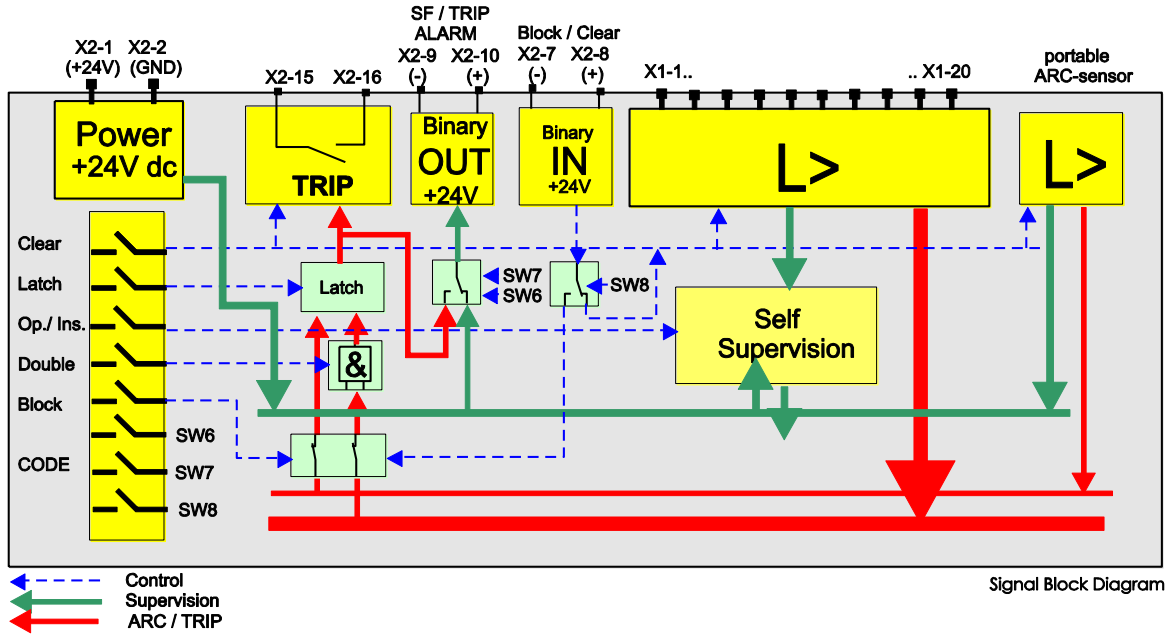 SF / TRIP
ALARM
Block / Clear
X2-1
(+24V)
X2-2
(GND)
X2-15
X2-16
X2-9
(-)
X2-10
(+)
X2-7
(-)
X2-8
(+)
X1-1..
.. X1-20
portable
ARC-sensor
Power
+24V dc
TRIP
Binary
OUT
+24V
Binary
IN
+24V
L>
L>
Clear
Latch
Op./ Ins.
Double
Block
CODE
SW6
SW7
SW8
Latch
&
SW7
SW6
SW8
Self
Supervision
Control
Supervision
ARC / TRIP
Signal Block Diagram